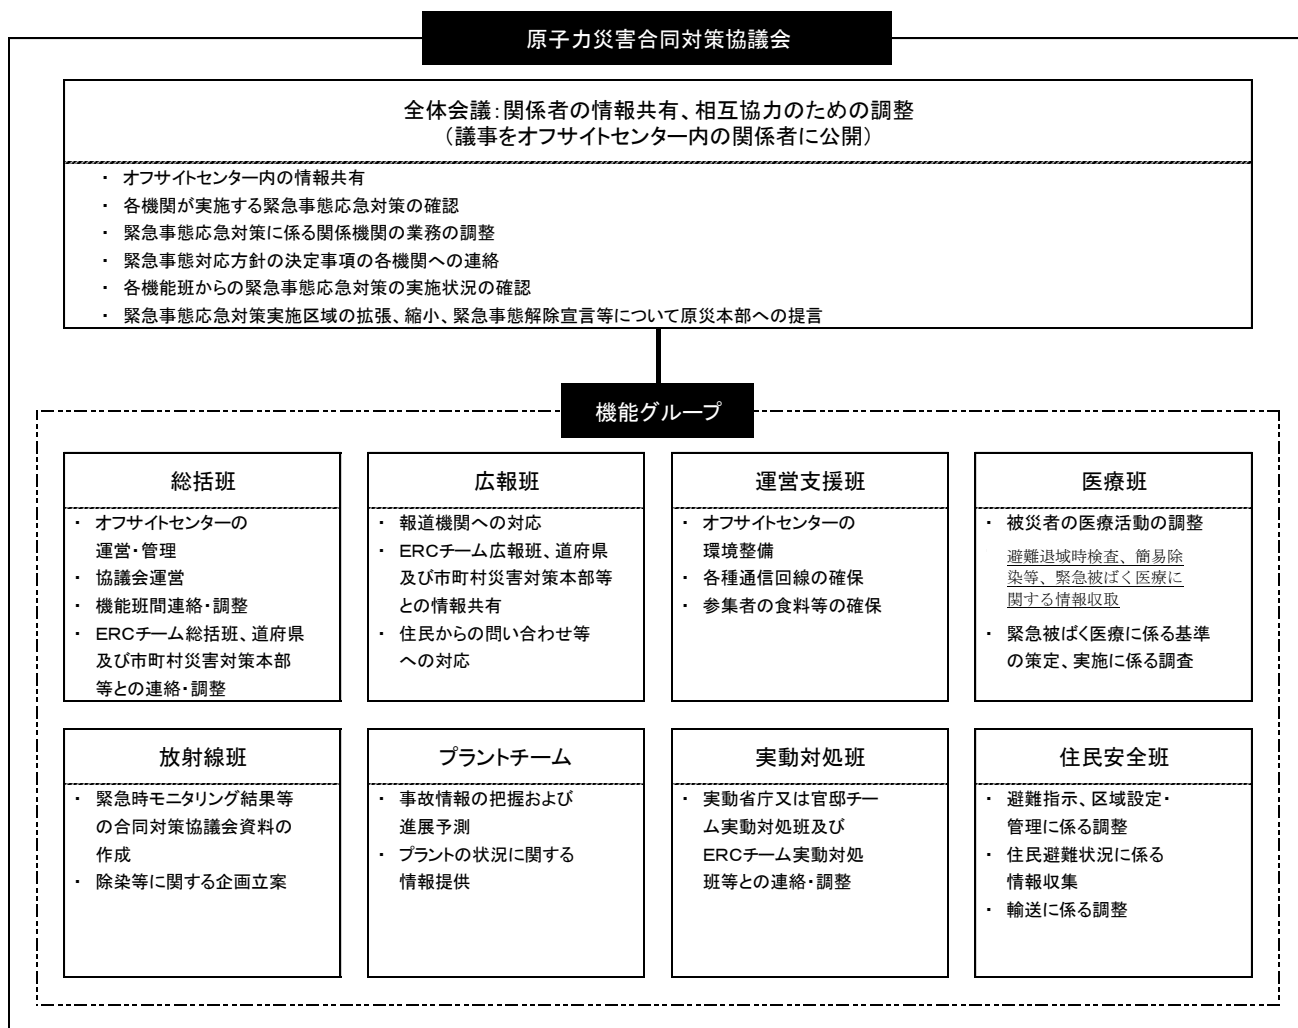 原子力災害合同対策協議会
全体会議:関係者の情報共有、相互協力のための調整
(議事をオフサイトセンター内の関係者に公開)
・ オフサイトセンター内の情報共有
・ 各機関が実施する緊急事態応急対策の確認
・ 緊急事態応急対策に係る関係機関の業務の調整
・ 緊急事態対応方針の決定事項の各機関への連絡
・ 各機能班からの緊急事態応急対策の実施状況の確認
・ 緊急事態応急対策実施区域の拡張、縮小、緊急事態解除宣言等について原災本部への提言
機能グループ
総括班
・ オフサイトセンターの
運営・管理
・ 協議会運営
・ 機能班間連絡・調整
・ ERCチーム総括班、道府県
及び市町村災害対策本部
等との連絡・調整
広報班
・ 報道機関への対応
・ ERCチーム広報班、道府県
及び市町村災害対策本部等
との情報共有
・ 住民からの問い合わせ等
への対応
運営支援班
・ オフサイトセンターの
環境整備
・ 各種通信回線の確保
・ 参集者の食料等の確保
医療班
・ 被災者の医療活動の調整
避難退域時検査、簡易除
染等、緊急被ばく医療に
関する情報収取
・ 緊急被ばく医療に係る基準
の策定、実施に係る調査
放射線班
・ 緊急時モニタリング結果等
の合同対策協議会資料の
作成
・ 除染等に関する企画立案
プラントチーム
・ 事故情報の把握および
進展予測
・ プラントの状況に関する
情報提供
実動対処班
・ 実動省庁又は官邸チー
ム実動対処班及び
ERCチーム実動対処
班等との連絡・調整
住民安全班
・ 避難指示、区域設定・
管理に係る調整
・ 住民避難状況に係る
情報収集
・ 輸送に係る調整